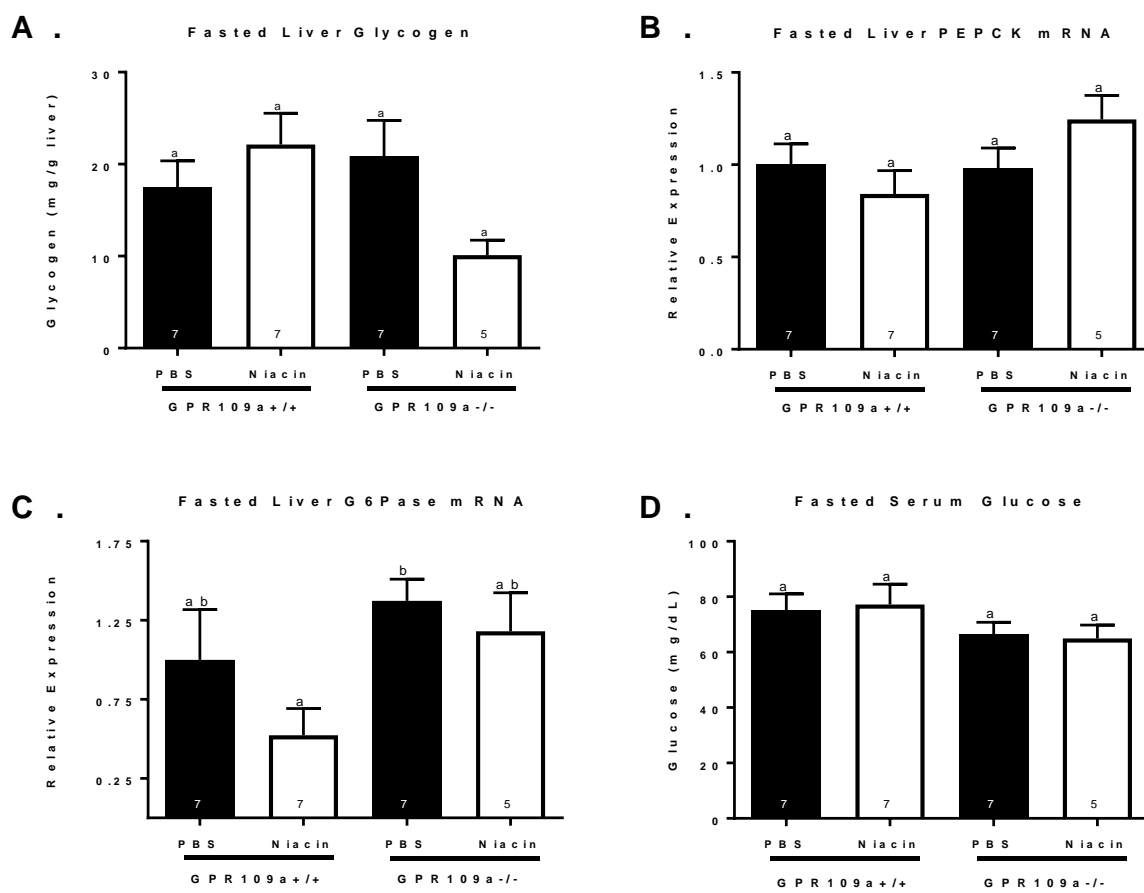 A .
Fasted Liver Glycogen
Glycogen (mg/g liver)
30
20
10
0
a
a
a
a
7
7
7
5
PBS
Niacin
PBS
Niacin
GPR109a+/+
GPR109a-/-
B .
Fasted Liver PEPCK mRNA
Relative Expression
1.5
1.0
0.5
0.0
a
a
a
a
7
7
7
5
PBS
Niacin
PBS
Niacin
GPR109a+/+
GPR109a-/-
C .
Fasted Liver G6Pase mRNA
Relative Expression
1.75
1.25
0.75
0.25
ab
a
b
ab
7
7
7
5
PBS
Niacin
PBS
Niacin
GPR109a+/+
GPR109a-/-
D .
Fasted Serum Glucose
Glucose (mg/dL)
100
80
60
40
20
0
a
a
a
a
7
7
7
5
PBS
Niacin
PBS
Niacin
GPR109a+/+
GPR109a-/-